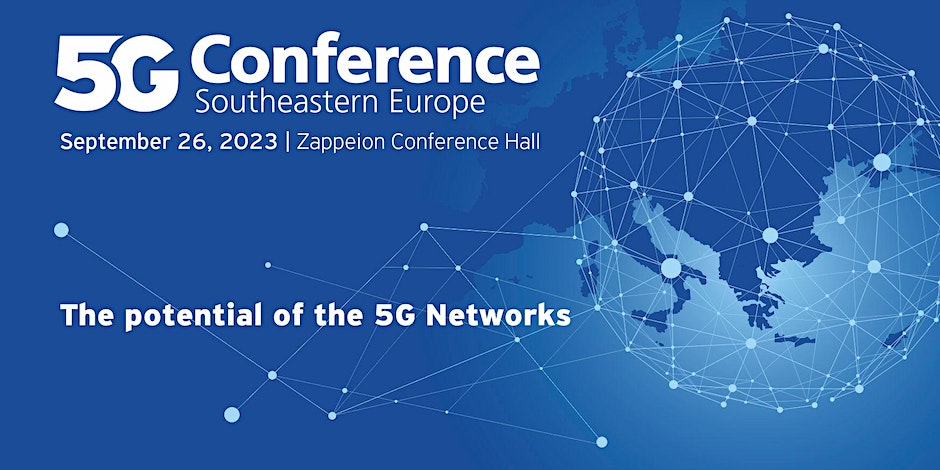 5G Conference
Southeastern Europe
September 26, 2023 | Zappeion Conference Hall
The potential of the 5G Networks